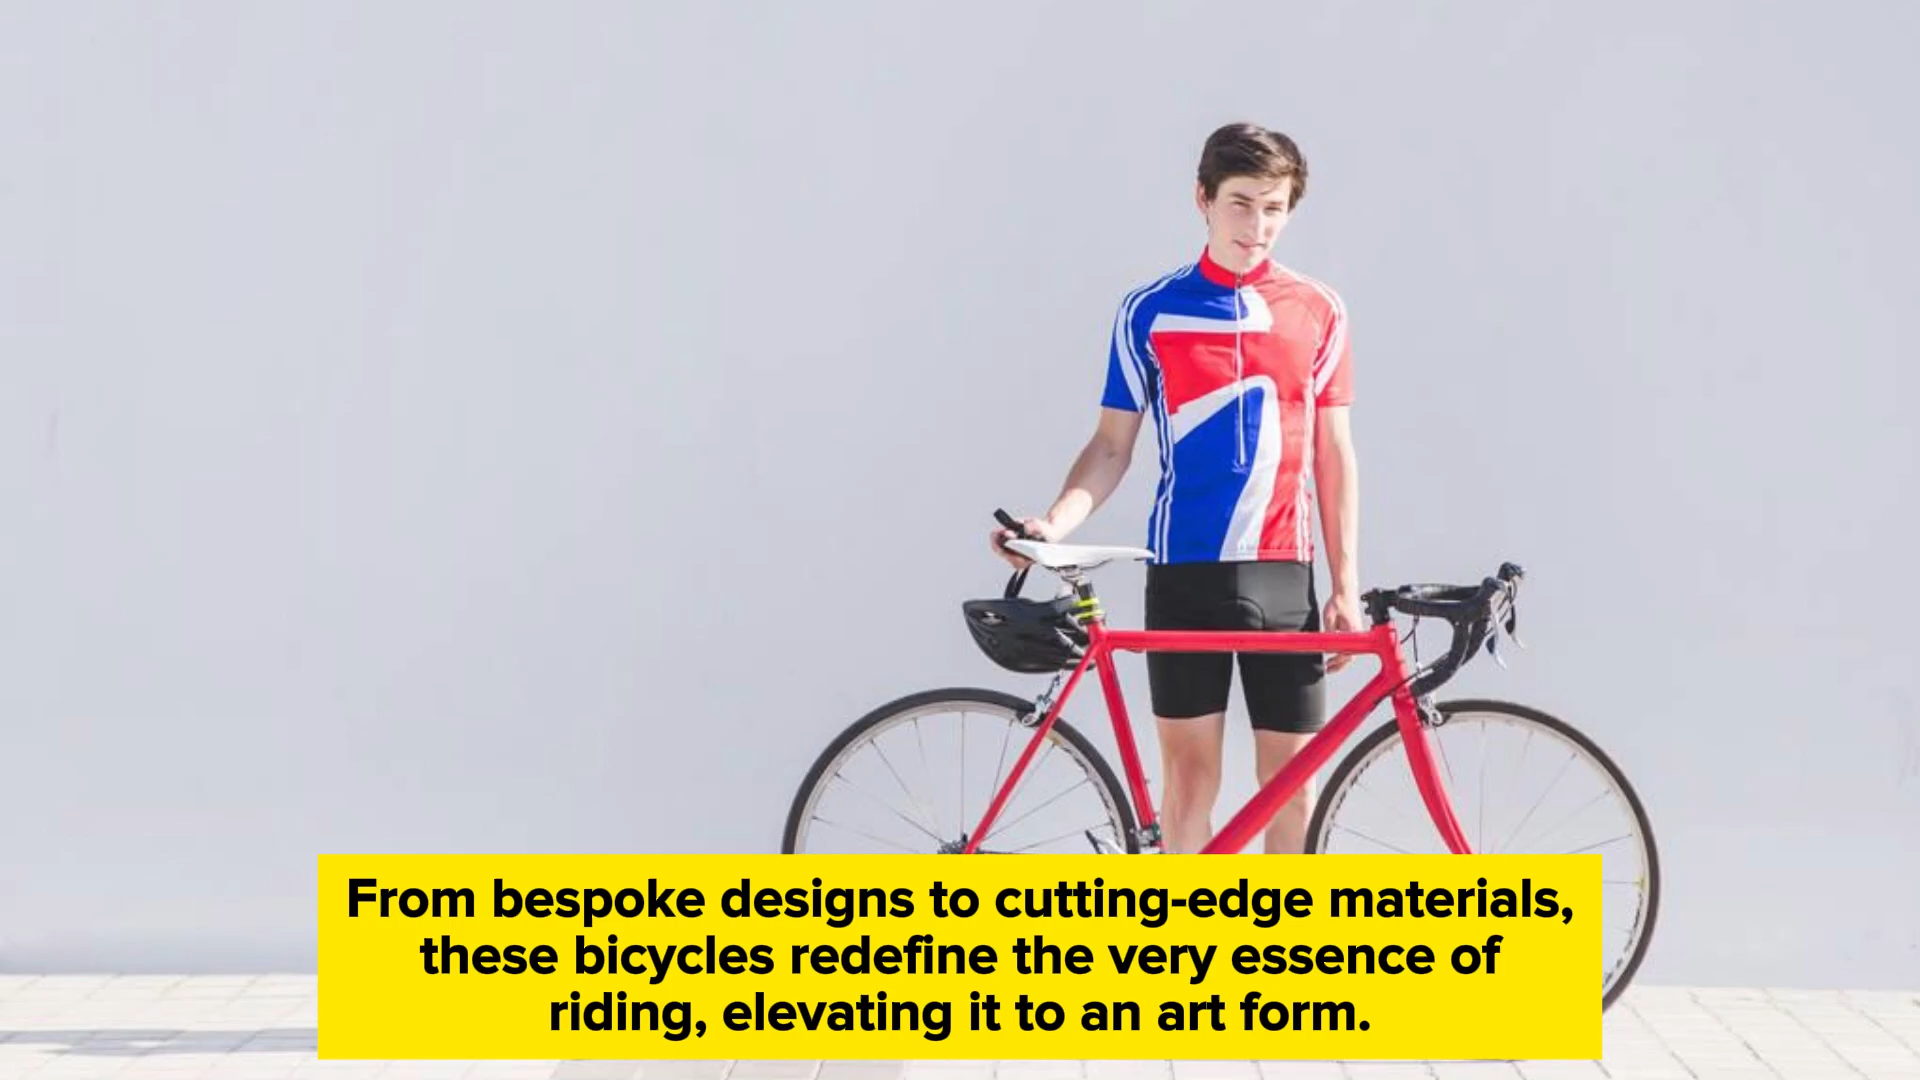 From bespoke designs to cutting-edge materials,
these bicycles redefine the very essence of
riding, elevating it to an art form.